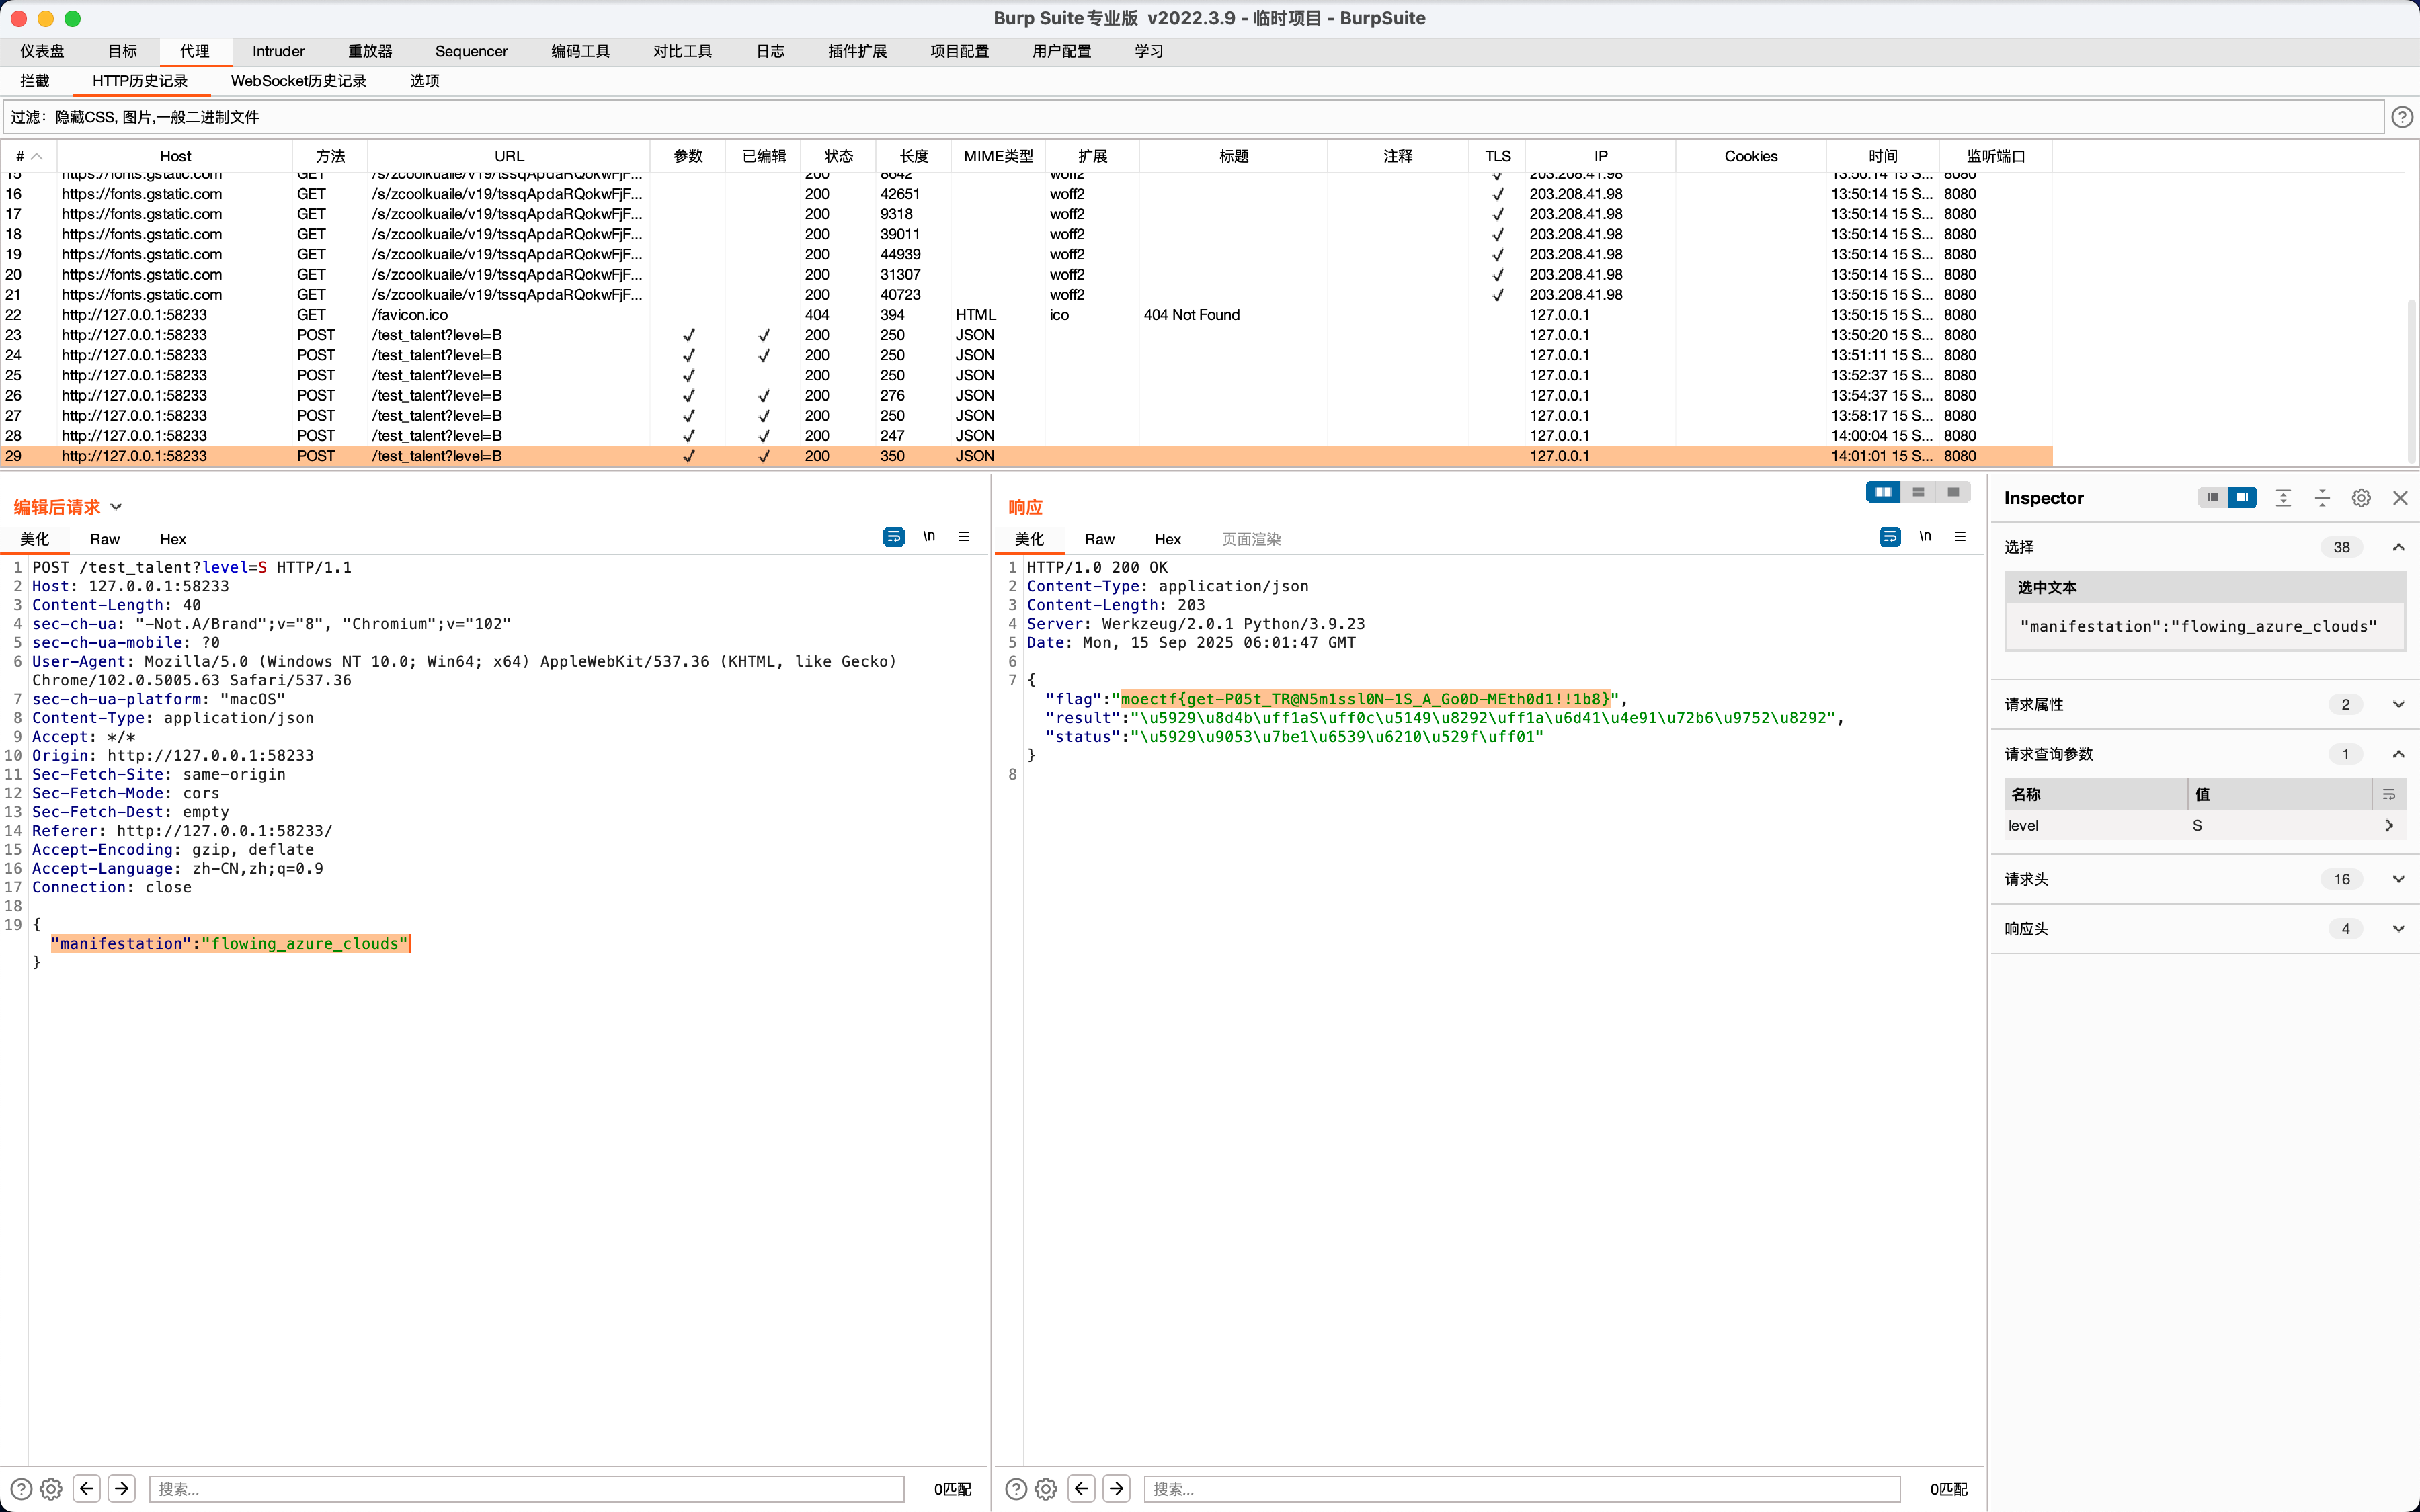 Burp Suite专业版 v2022.3.9 - 临时项目 - BurpSuite
仪表盘 目标 代理 Intruder 重放器 Sequencer 编码工具 对比工具 日志 插件扩展 项目配置 用户配置 学习
拦截 HTTP历史记录 WebSocket历史记录 选项
过滤：隐藏CSS, 图片,一般二进制文件
# Host 方法 URL 参数 已编辑 状态 长度 MIME类型 扩展 标题 注释 TLS IP Cookies 时间 监听端口
15 https://fonts.gstatic.com GET /s/zcoolkuaile/v19/tssqApdaRQokwFjF... 200 8642 woff2 ✓ 203.208.41.98 13:50:14 15 S... 8080
16 https://fonts.gstatic.com GET /s/zcoolkuaile/v19/tssqApdaRQokwFjF... 200 42651 woff2 ✓ 203.208.41.98 13:50:14 15 S... 8080
17 https://fonts.gstatic.com GET /s/zcoolkuaile/v19/tssqApdaRQokwFjF... 200 9318 woff2 ✓ 203.208.41.98 13:50:14 15 S... 8080
18 https://fonts.gstatic.com GET /s/zcoolkuaile/v19/tssqApdaRQokwFjF... 200 39011 woff2 ✓ 203.208.41.98 13:50:14 15 S... 8080
19 https://fonts.gstatic.com GET /s/zcoolkuaile/v19/tssqApdaRQokwFjF... 200 44939 woff2 ✓ 203.208.41.98 13:50:14 15 S... 8080
20 https://fonts.gstatic.com GET /s/zcoolkuaile/v19/tssqApdaRQokwFjF... 200 31307 woff2 ✓ 203.208.41.98 13:50:14 15 S... 8080
21 https://fonts.gstatic.com GET /s/zcoolkuaile/v19/tssqApdaRQokwFjF... 200 40723 woff2 ✓ 203.208.41.98 13:50:15 15 S... 8080
22 http://127.0.0.1:58233 GET /favicon.ico 404 394 HTML ico 404 Not Found 127.0.0.1 13:50:15 15 S... 8080
23 http://127.0.0.1:58233 POST /test_talent?level=B ✓ ✓ 200 250 JSON 127.0.0.1 13:50:20 15 S... 8080
24 http://127.0.0.1:58233 POST /test_talent?level=B ✓ ✓ 200 250 JSON 127.0.0.1 13:51:11 15 S... 8080
25 http://127.0.0.1:58233 POST /test_talent?level=B ✓ 200 250 JSON 127.0.0.1 13:52:37 15 S... 8080
26 http://127.0.0.1:58233 POST /test_talent?level=B ✓ ✓ 200 276 JSON 127.0.0.1 13:54:37 15 S... 8080
27 http://127.0.0.1:58233 POST /test_talent?level=B ✓ ✓ 200 250 JSON 127.0.0.1 13:58:17 15 S... 8080
28 http://127.0.0.1:58233 POST /test_talent?level=B ✓ ✓ 200 247 JSON 127.0.0.1 14:00:04 15 S... 8080
29 http://127.0.0.1:58233 POST /test_talent?level=B ✓ ✓ 200 350 JSON 127.0.0.1 14:01:01 15 S... 8080
编辑后请求
美化 Raw Hex \n
1 POST /test_talent?level=S HTTP/1.1
2 Host: 127.0.0.1:58233
3 Content-Length: 40
4 sec-ch-ua: "-Not.A/Brand";v="8", "Chromium";v="102"
5 sec-ch-ua-mobile: ?0
6 User-Agent: Mozilla/5.0 (Windows NT 10.0; Win64; x64) AppleWebKit/537.36 (KHTML, like Gecko)
Chrome/102.0.5005.63 Safari/537.36
7 sec-ch-ua-platform: "macOS"
8 Content-Type: application/json
9 Accept: */*
10 Origin: http://127.0.0.1:58233
11 Sec-Fetch-Site: same-origin
12 Sec-Fetch-Mode: cors
13 Sec-Fetch-Dest: empty
14 Referer: http://127.0.0.1:58233/
15 Accept-Encoding: gzip, deflate
16 Accept-Language: zh-CN,zh;q=0.9
17 Connection: close
18
19 {
"manifestation":"flowing_azure_clouds"
}
搜索... 0匹配
响应
美化 Raw Hex 页面渲染 \n
1 HTTP/1.0 200 OK
2 Content-Type: application/json
3 Content-Length: 203
4 Server: Werkzeug/2.0.1 Python/3.9.23
5 Date: Mon, 15 Sep 2025 06:01:47 GMT
6
7 {
"flag":"moectf{get-P05t_TR@N5m1ssl0N-1S_A_Go0D-MEth0d1!!1b8}",
"result":"\u5929\u8d4b\uff1aS\uff0c\u5149\u8292\uff1a\u6d41\u4e91\u72b6\u9752\u8292",
"status":"\u5929\u9053\u7be1\u6539\u6210\u529f\uff01"
}
8
搜索... 0匹配
Inspector
选择 38
选中文本
"manifestation":"flowing_azure_clouds"
请求属性 2
请求查询参数 1
名称 值
level S
请求头 16
响应头 4